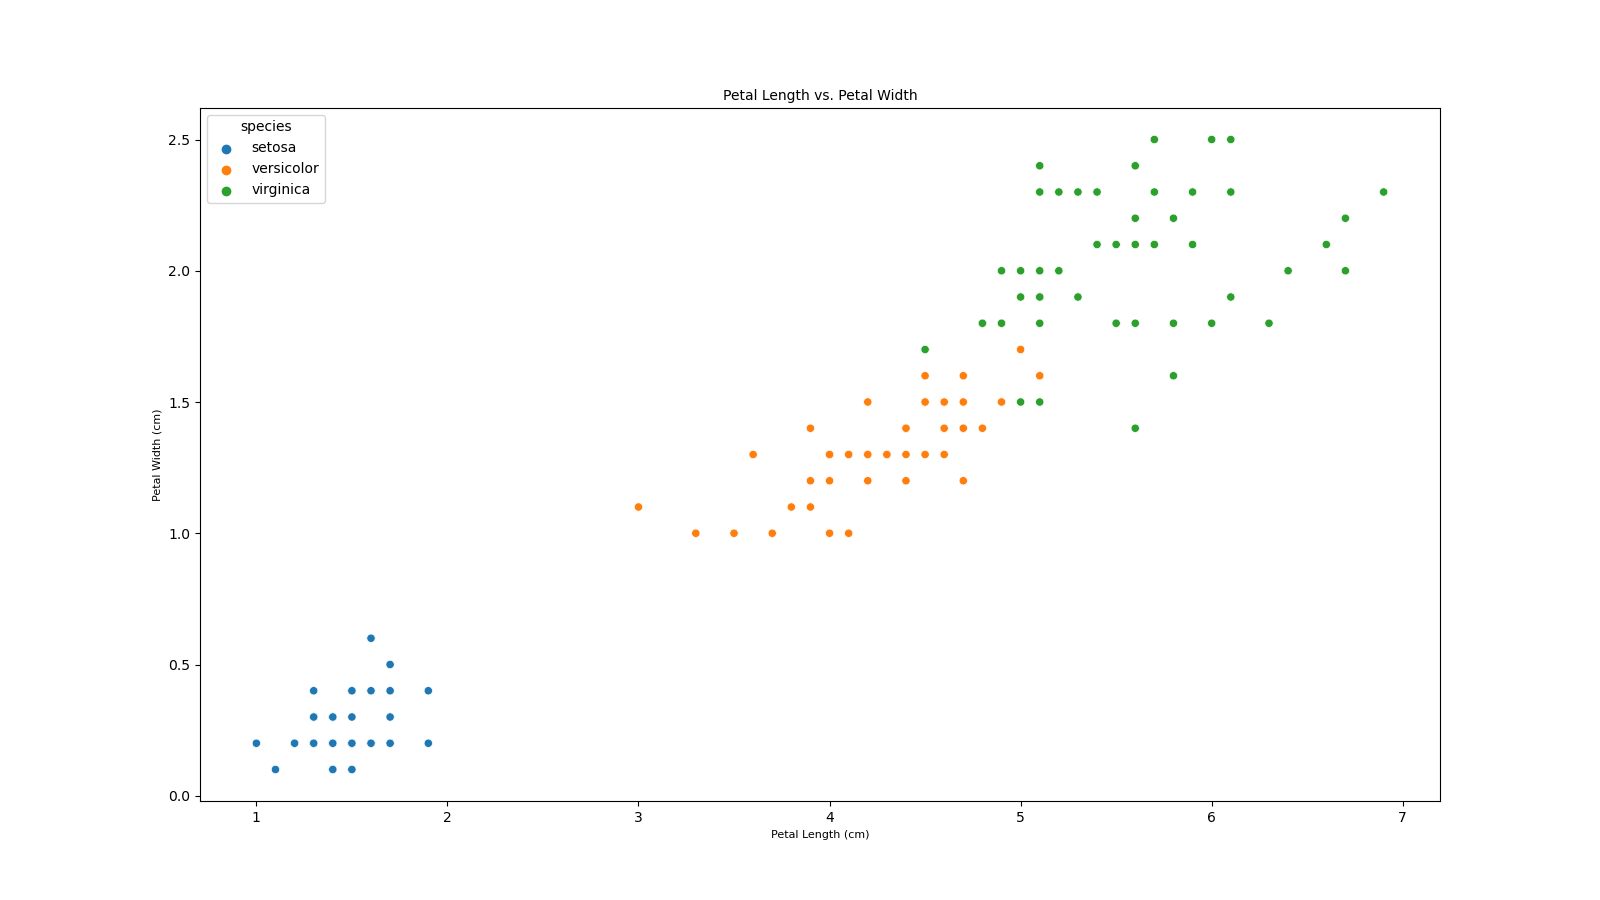 Petal Length vs. Petal Width
species
setosa
versicolor
virginica
2.5
2.0
1.5
1.0
0.5
0.0
Petal Width (cm)
1 2 3 4 5 6 7
Petal Length (cm)